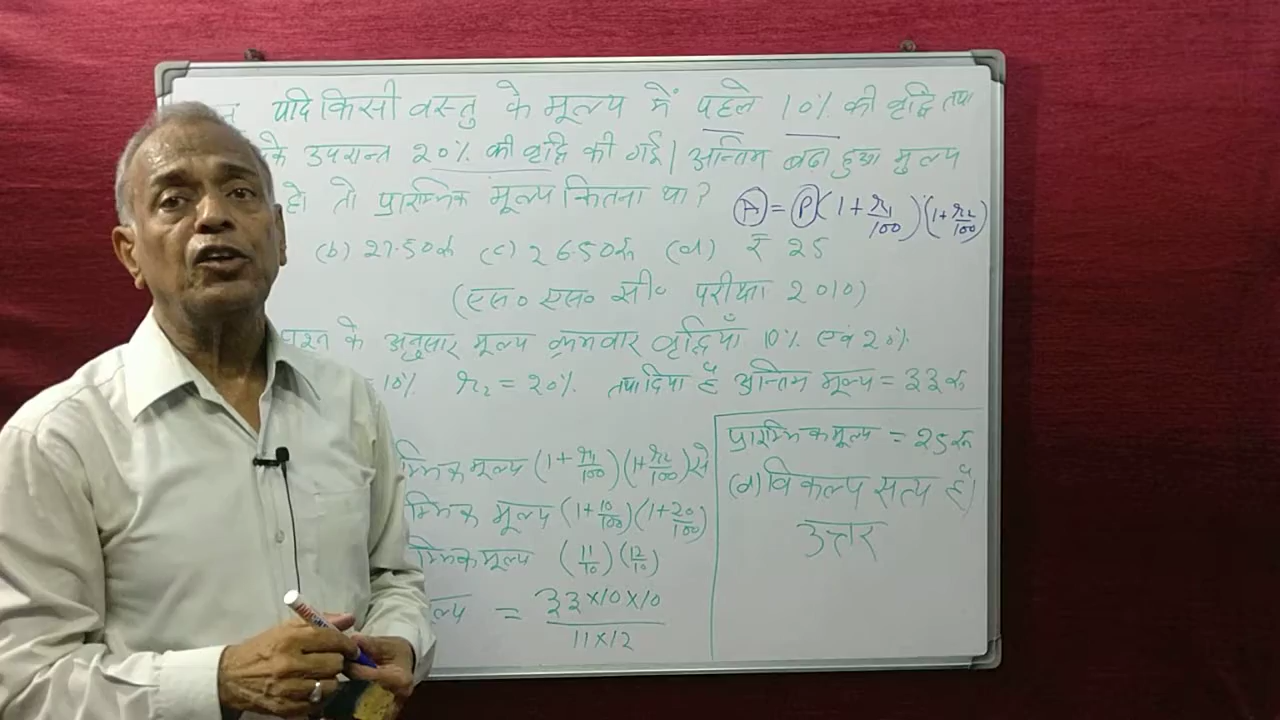 यदि किसी वस्तु के मूल्य में पहले 10% की वृद्धि तथा
के उपरान्त 20% की वृद्धि की गई। अन्तिम बढा हुआ मुल्य
हो तो प्रारम्भिक मूल्य कितना था?
A = P(1+r₁/100)(1+r₂/100)
(b) 27.50रू (c) 26.50रू (d) ₹ 25
(एस० एस० सी० परीक्षा 2010)
प्रश्न के अनुसार मूल्य क्रमवार वृद्धियाँ 10% एवं 20%
= 10% r₂ = 20% तथा दिया है अन्तिम मूल्य = 33रू
म्भिक मूल्य (1+r₁/100)(1+r₂/100) से
म्भिक मूल्य (1+10/100)(1+20/100)
म्भिक मूल्य (11/10)(12/10)
ल्य = 33×10×10/11×12
प्रारम्भिक मूल्य = 25रू
(d) विकल्प सत्य है।
उत्तर